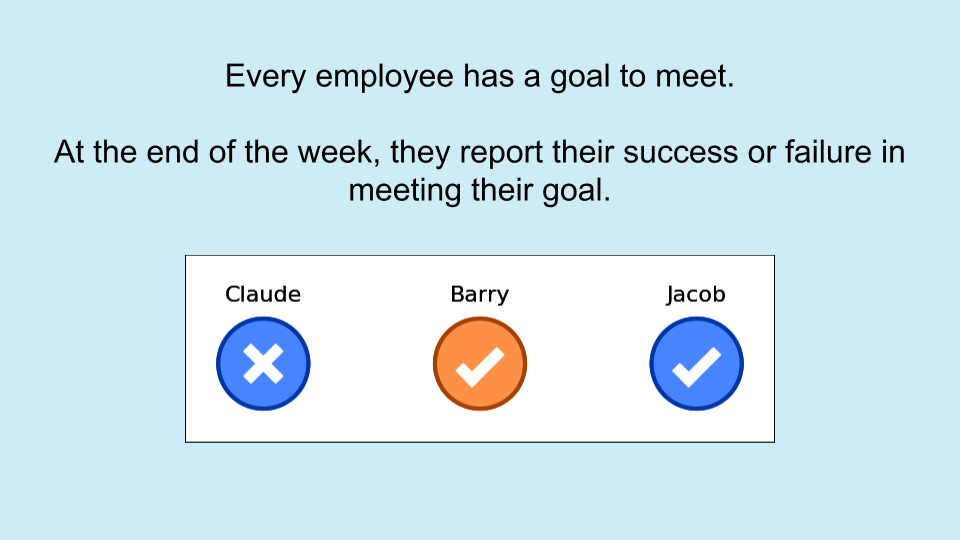 Every employee has a goal to meet.
At the end of the week, they report their success or failure in
meeting their goal.
Claude Barry Jacob